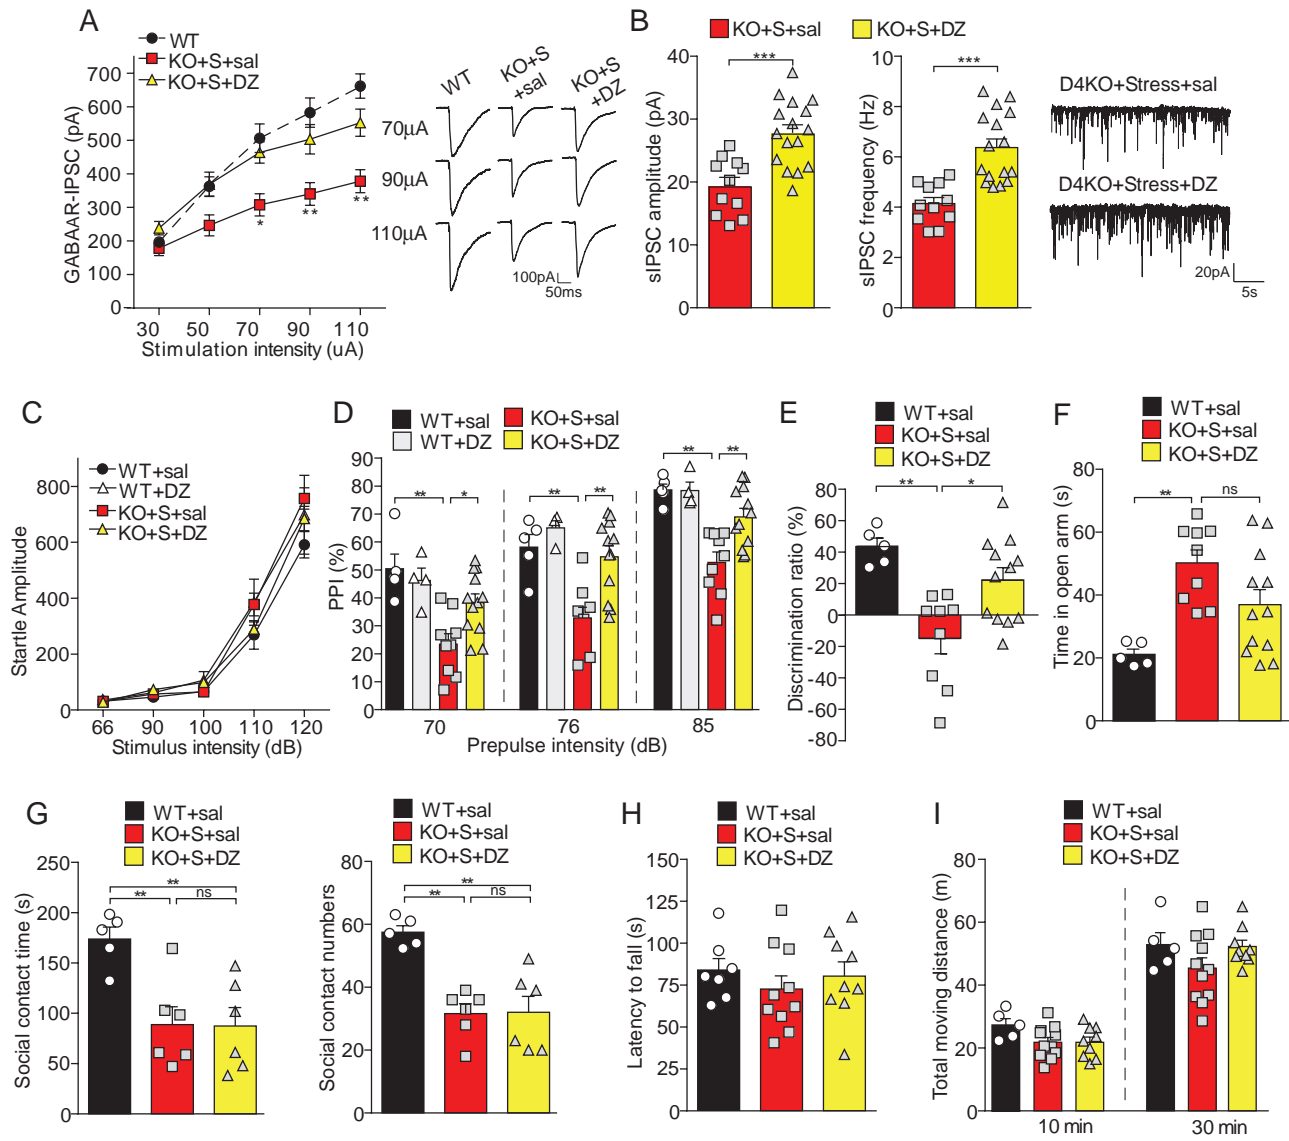 A
WT
KO+S+sal
KO+S+DZ
GABAAR-IPSC (pA)
700
600
500
400
300
200
100
0
30
50
70
90
110
Stimulation intensity (uA)
*
**
**
WT
KO+S
+sal
KO+S
+DZ
70µA
90µA
110µA
100pA
50ms
B
KO+S+sal
KO+S+DZ
sIPSC amplitude (pA)
40
30
20
10
0
***
sIPSC frequency (Hz)
8
6
4
2
0
***
D4KO+Stress+sal
D4KO+Stress+DZ
20pA
5s
C
WT+sal
WT+DZ
KO+S+sal
KO+S+DZ
Startle Amplitude
800
600
400
200
0
66
90
100
110
120
Stimulus intensity (dB)
D
WT+sal
WT+DZ
KO+S+sal
KO+S+DZ
PPI (%)
90
80
70
60
50
40
30
20
10
0
**
*
**
**
**
**
70
76
85
Prepulse intensity (dB)
E
WT+sal
KO+S+sal
KO+S+DZ
Discrimination ratio (%)
80
60
40
20
0
-20
-40
-60
-80
**
*
F
WT+sal
KO+S+sal
KO+S+DZ
Time in open arm (s)
80
60
40
20
0
**
ns
G
WT+sal
KO+S+sal
KO+S+DZ
Social contact time (s)
250
200
150
100
50
0
**
**
ns
WT+sal
KO+S+sal
KO+S+DZ
Social contact numbers
80
60
40
20
0
**
**
ns
H
WT+sal
KO+S+sal
KO+S+DZ
Latency to fall (s)
150
125
100
75
50
25
0
I
WT+sal
KO+S+sal
KO+S+DZ
Total moving distance (m)
80
60
40
20
0
10 min
30 min